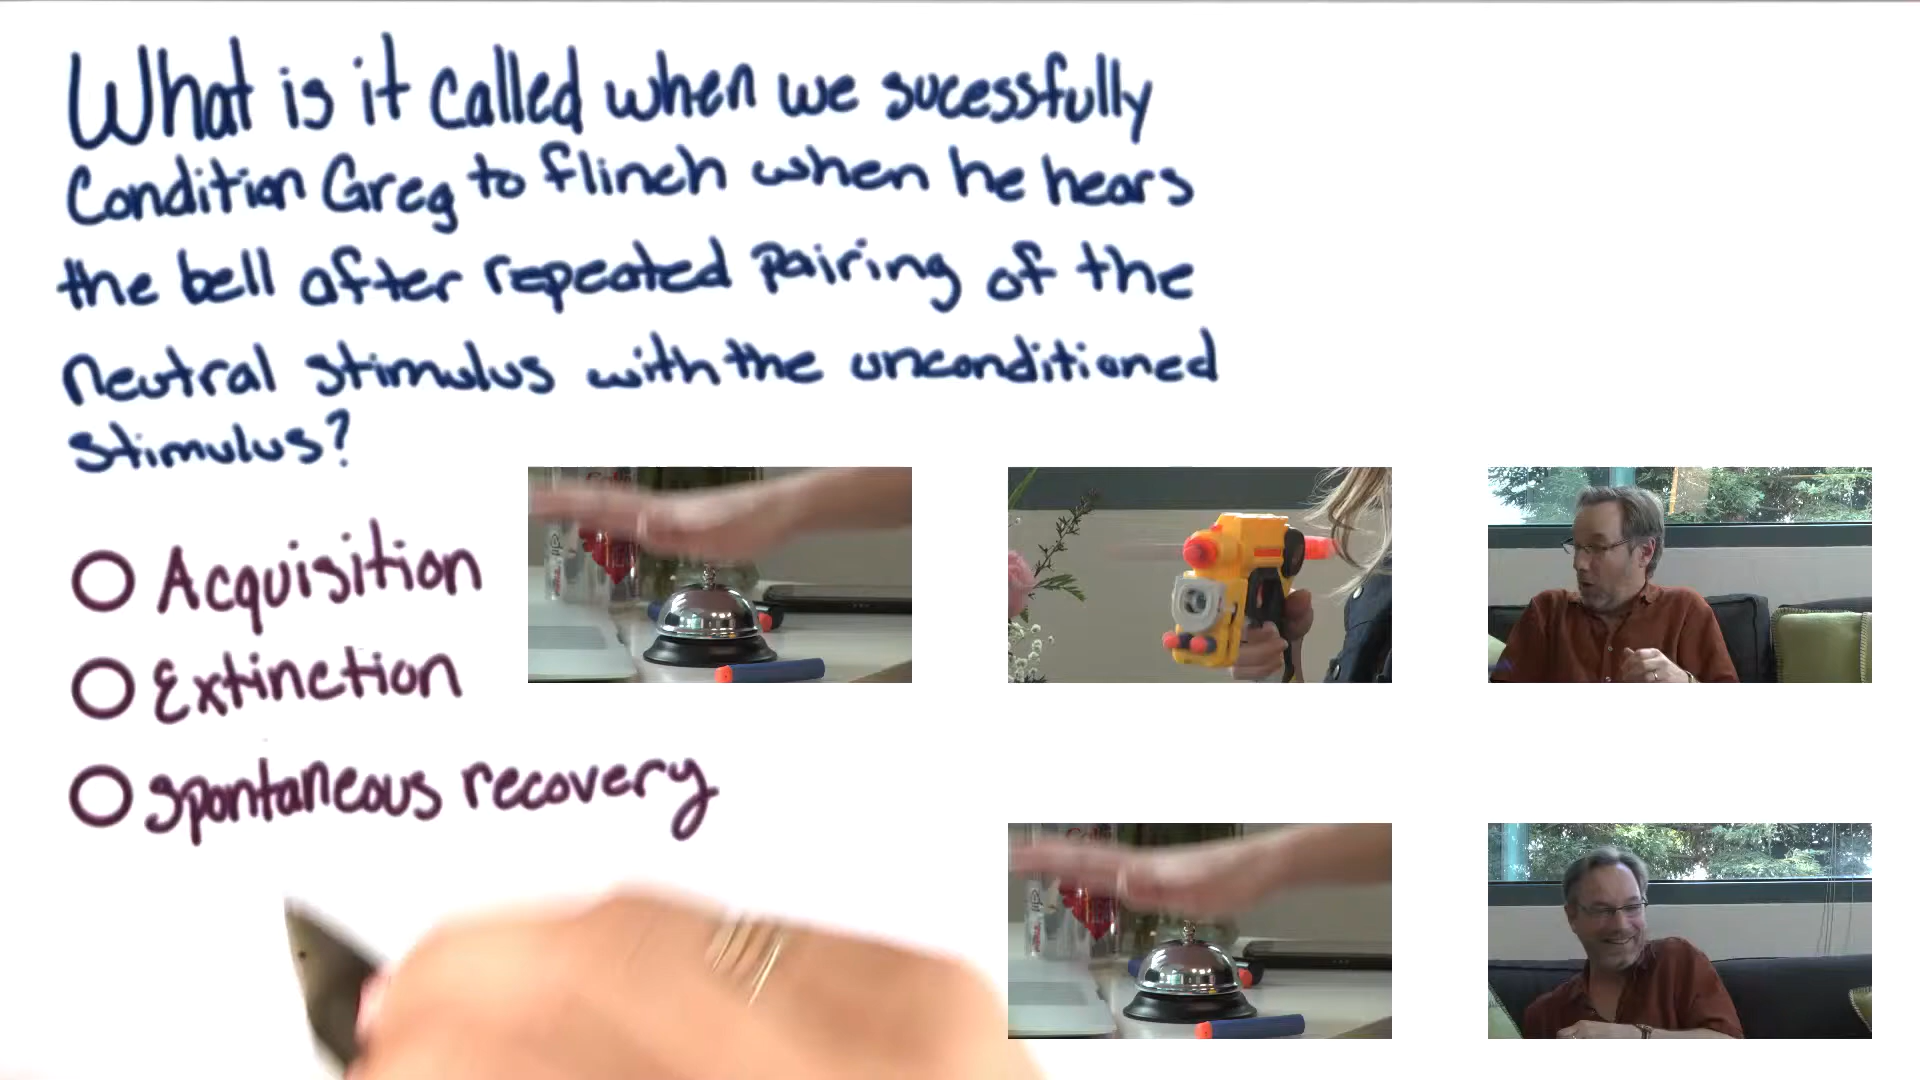 What is it called when we sucessfully
Condition Greg to flinch when he hears
the bell after repeated pairing of the
neutral stimulus with the unconditioned
stimulus?
Acquisition
Extinction
Spontaneous recovery